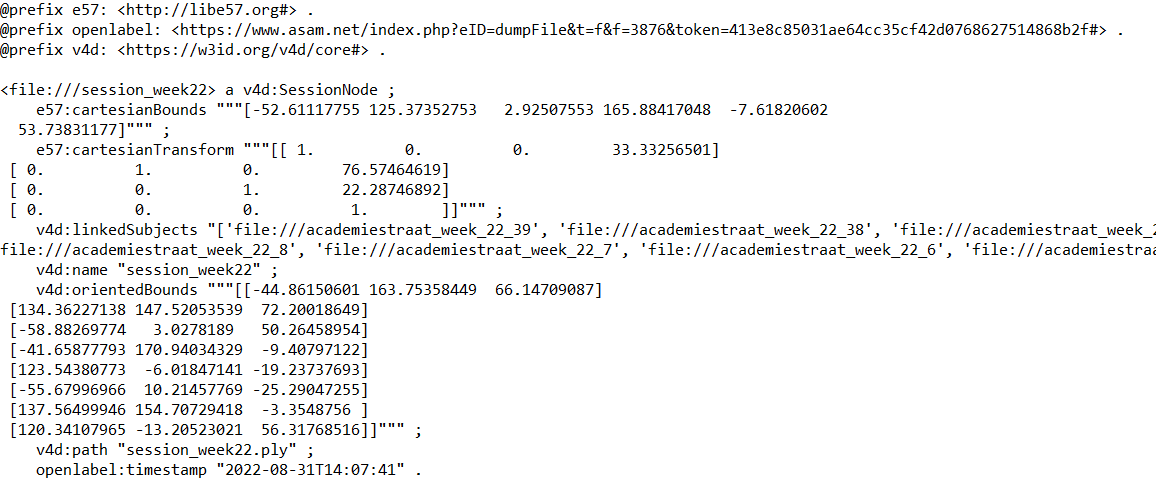 @prefix e57: <http://libe57.org#> .
@prefix openlabel: <https://www.asam.net/index.php?eID=dumpFile&t=f&f=3876&token=413e8c85031ae64cc35cf42d0768627514868b2f#> .
@prefix v4d: <https://w3id.org/v4d/core#> .

<file:///session_week22> a v4d:SessionNode ;
    e57:cartesianBounds """[-52.61117755 125.37352753   2.92507553 165.88417048  -7.61820602
  53.73831177]""" ;
    e57:cartesianTransform """[[ 1.          0.          0.         33.33256501]
 [ 0.          1.          0.         76.57464619]
 [ 0.          0.          1.         22.28746892]
 [ 0.          0.          0.          1.        ]]""" ;
    v4d:linkedSubjects "['file:///academiestraat_week_22_39', 'file:///academiestraat_week_22_38', 'file:///academiestraat_week_2
file:///academiestraat_week_22_8', 'file:///academiestraat_week_22_7', 'file:///academiestraat_week_22_6', 'file:///academiestraa
    v4d:name "session_week22" ;
    v4d:orientedBounds """[[-44.86150601 163.75358449  66.14709087]
 [134.36227138 147.52053539  72.20018649]
 [-58.88269774   3.0278189   50.26458954]
 [-41.65877793 170.94034329  -9.40797122]
 [123.54380773  -6.01847141 -19.23737693]
 [-55.67996966  10.21457769 -25.29047255]
 [137.56499946 154.70729418  -3.3548756 ]
 [120.34107965 -13.20523021  56.31768516]]""" ;
    v4d:path "session_week22.ply" ;
    openlabel:timestamp "2022-08-31T14:07:41" .